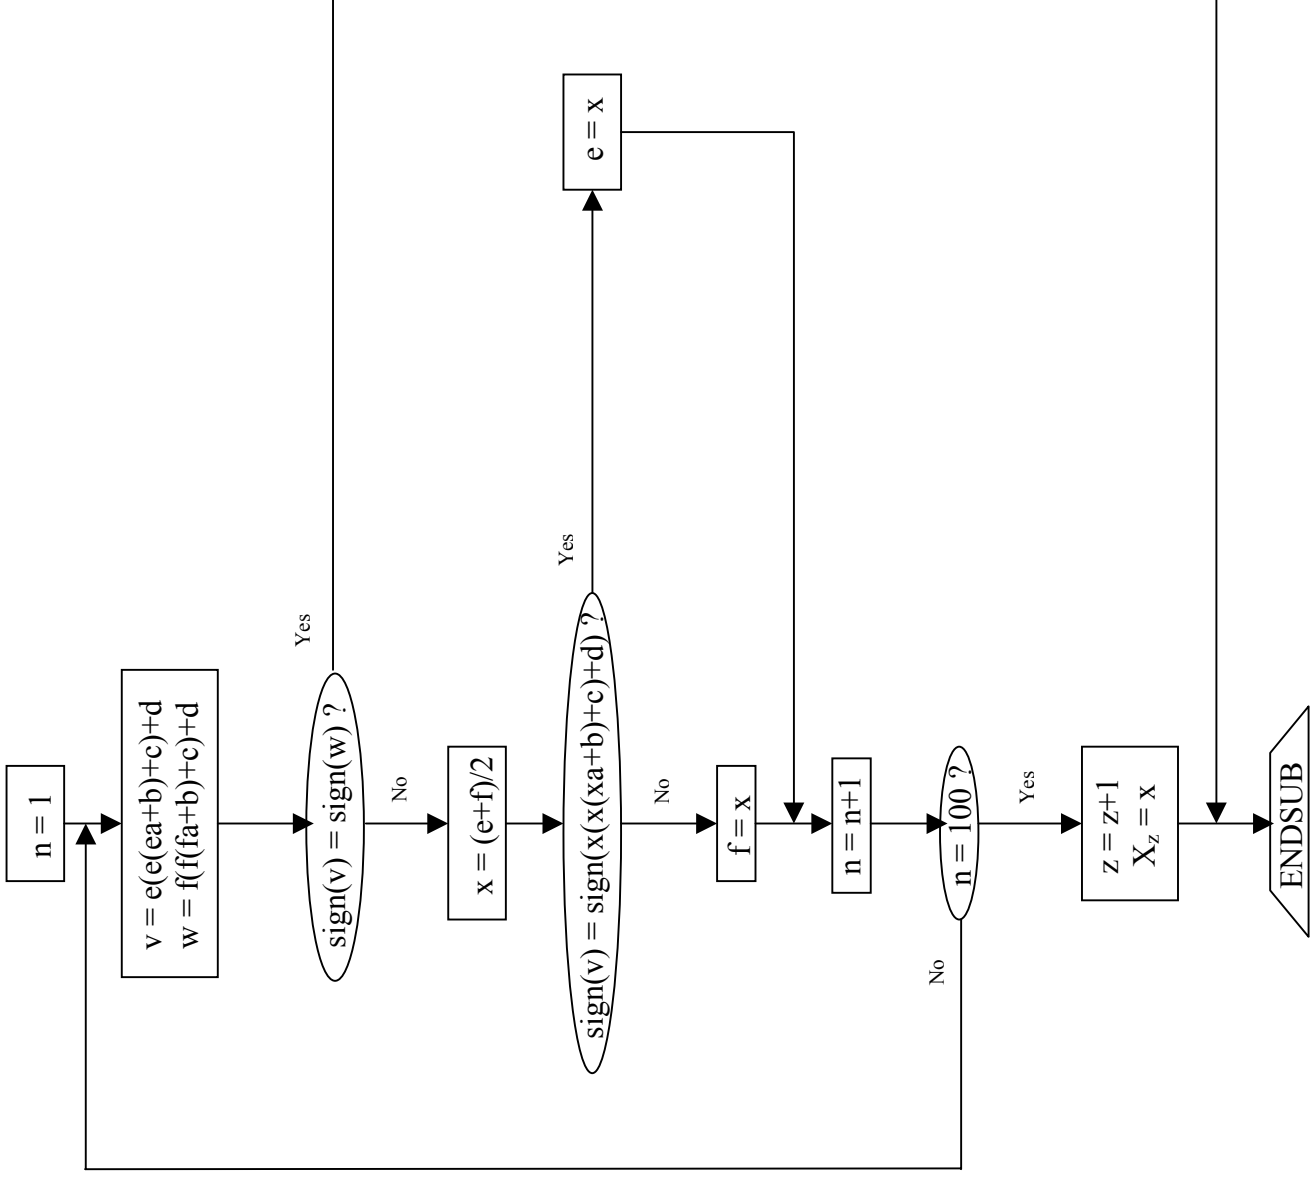 n = 1
v = e(e(ea+b)+c)+d
w = f(f(fa+b)+c)+d
sign(v) = sign(w) ?
Yes
No
x = (e+f)/2
sign(v) = sign(x(x(xa+b)+c)+d) ?
Yes
e = x
No
f = x
n = n+1
n = 100 ?
No
Yes
z = z+1
Xz = x
ENDSUB